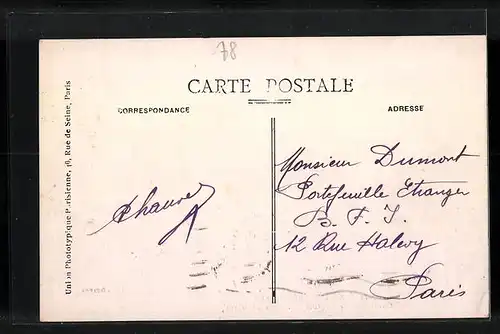 78
CARTE POSTALE
CORRESPONDANCE
ADRESSE
Union Phototypique Parisienne, Rue de Seine, Paris
Monsieur Dumont
Portefeuille Etranger
B. F. I.
12 Rue Halevy
Paris